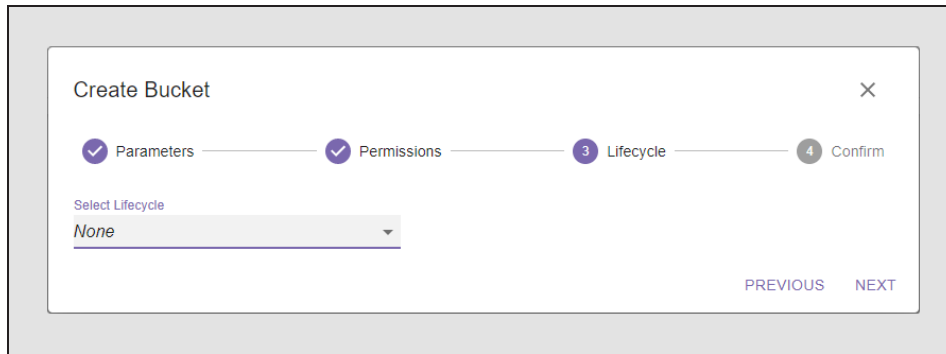 Create Bucket
Parameters
Permissions
3 Lifecycle
4 Confirm
Select Lifecycle
None
PREVIOUS NEXT